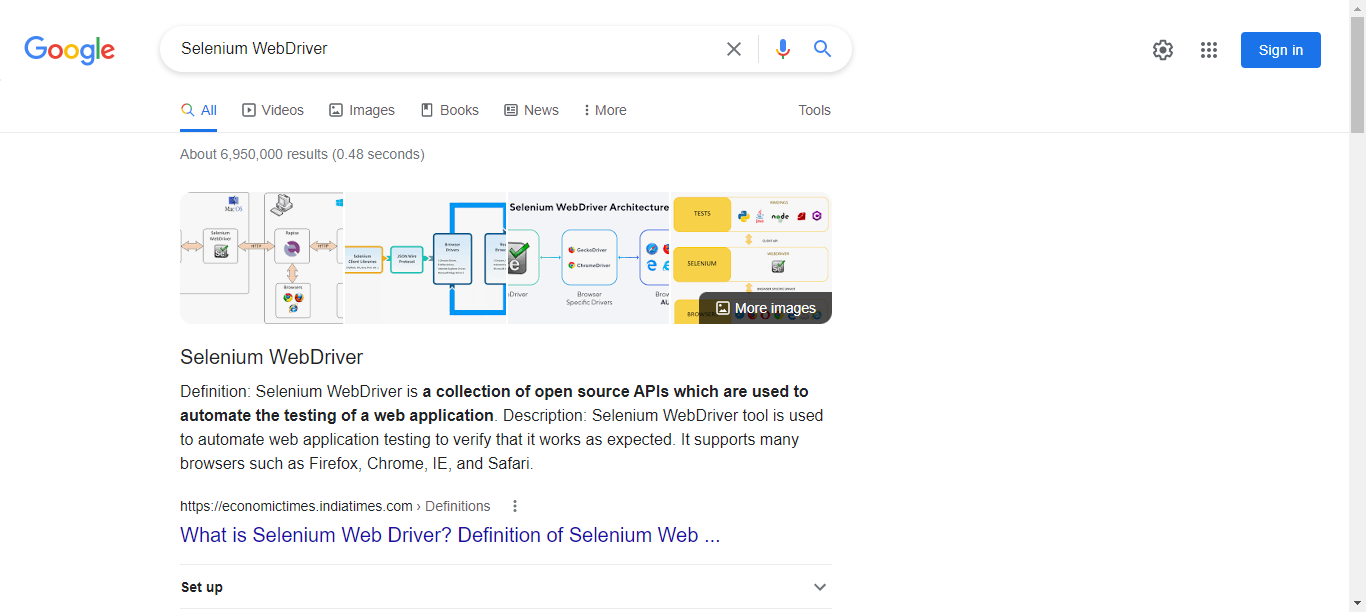 Google
Selenium WebDriver
Sign in
All Videos Images Books News More Tools
About 6,950,000 results (0.48 seconds)
Mac OS
Selenium WebDriver
HTTP
HTTP
Browsers
Selenium Client Libraries
JSON Wire Protocol
Browser Drivers
Selenium WebDriver Architecture
GeckoDriver
ChromeDriver
Driver
Browser Specific Drivers
TESTS
node
SELENIUM
WEBDRIVER
More images
Selenium WebDriver
Definition: Selenium WebDriver is a collection of open source APIs which are used to
automate the testing of a web application. Description: Selenium WebDriver tool is used
to automate web application testing to verify that it works as expected. It supports many
browsers such as Firefox, Chrome, IE, and Safari.
https://economictimes.indiatimes.com › Definitions
What is Selenium Web Driver? Definition of Selenium Web ...
Set up